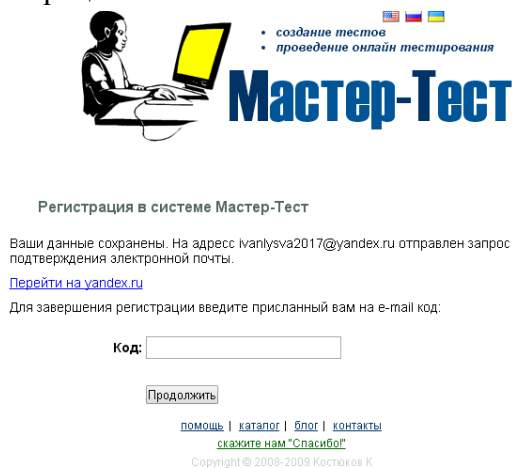 • создание тестов
• проведение онлайн тестирования
Мастер-Тест
Регистрация в системе Мастер-Тест
Ваши данные сохранены. На адресс ivanlysva2017@yandex.ru отправлен запрос
подтверждения электронной почты.
Перейти на yandex.ru
Для завершения регистрации введите присланный вам на e-mail код:
Код:
Продолжить
помощь | каталог | блог | контакты
скажите нам "Спасибо!"
Copyright © 2008-2009 Костюков К